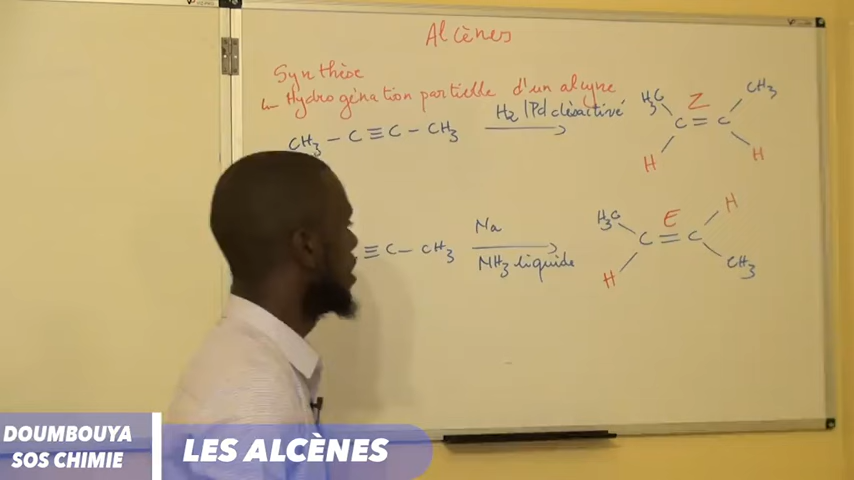 Alcènes
Synthèse
Hydrogénation partielle d'un alcyne
CH3 – C ≡ C – CH3
H2 | Pd désactivé
H3C Z CH3
C = C
H H
≡ C – CH3
Na
NH3 liquide
H3C E H
C = C
H CH3
DOUMBOUYA
SOS CHIMIE
LES ALCÈNES